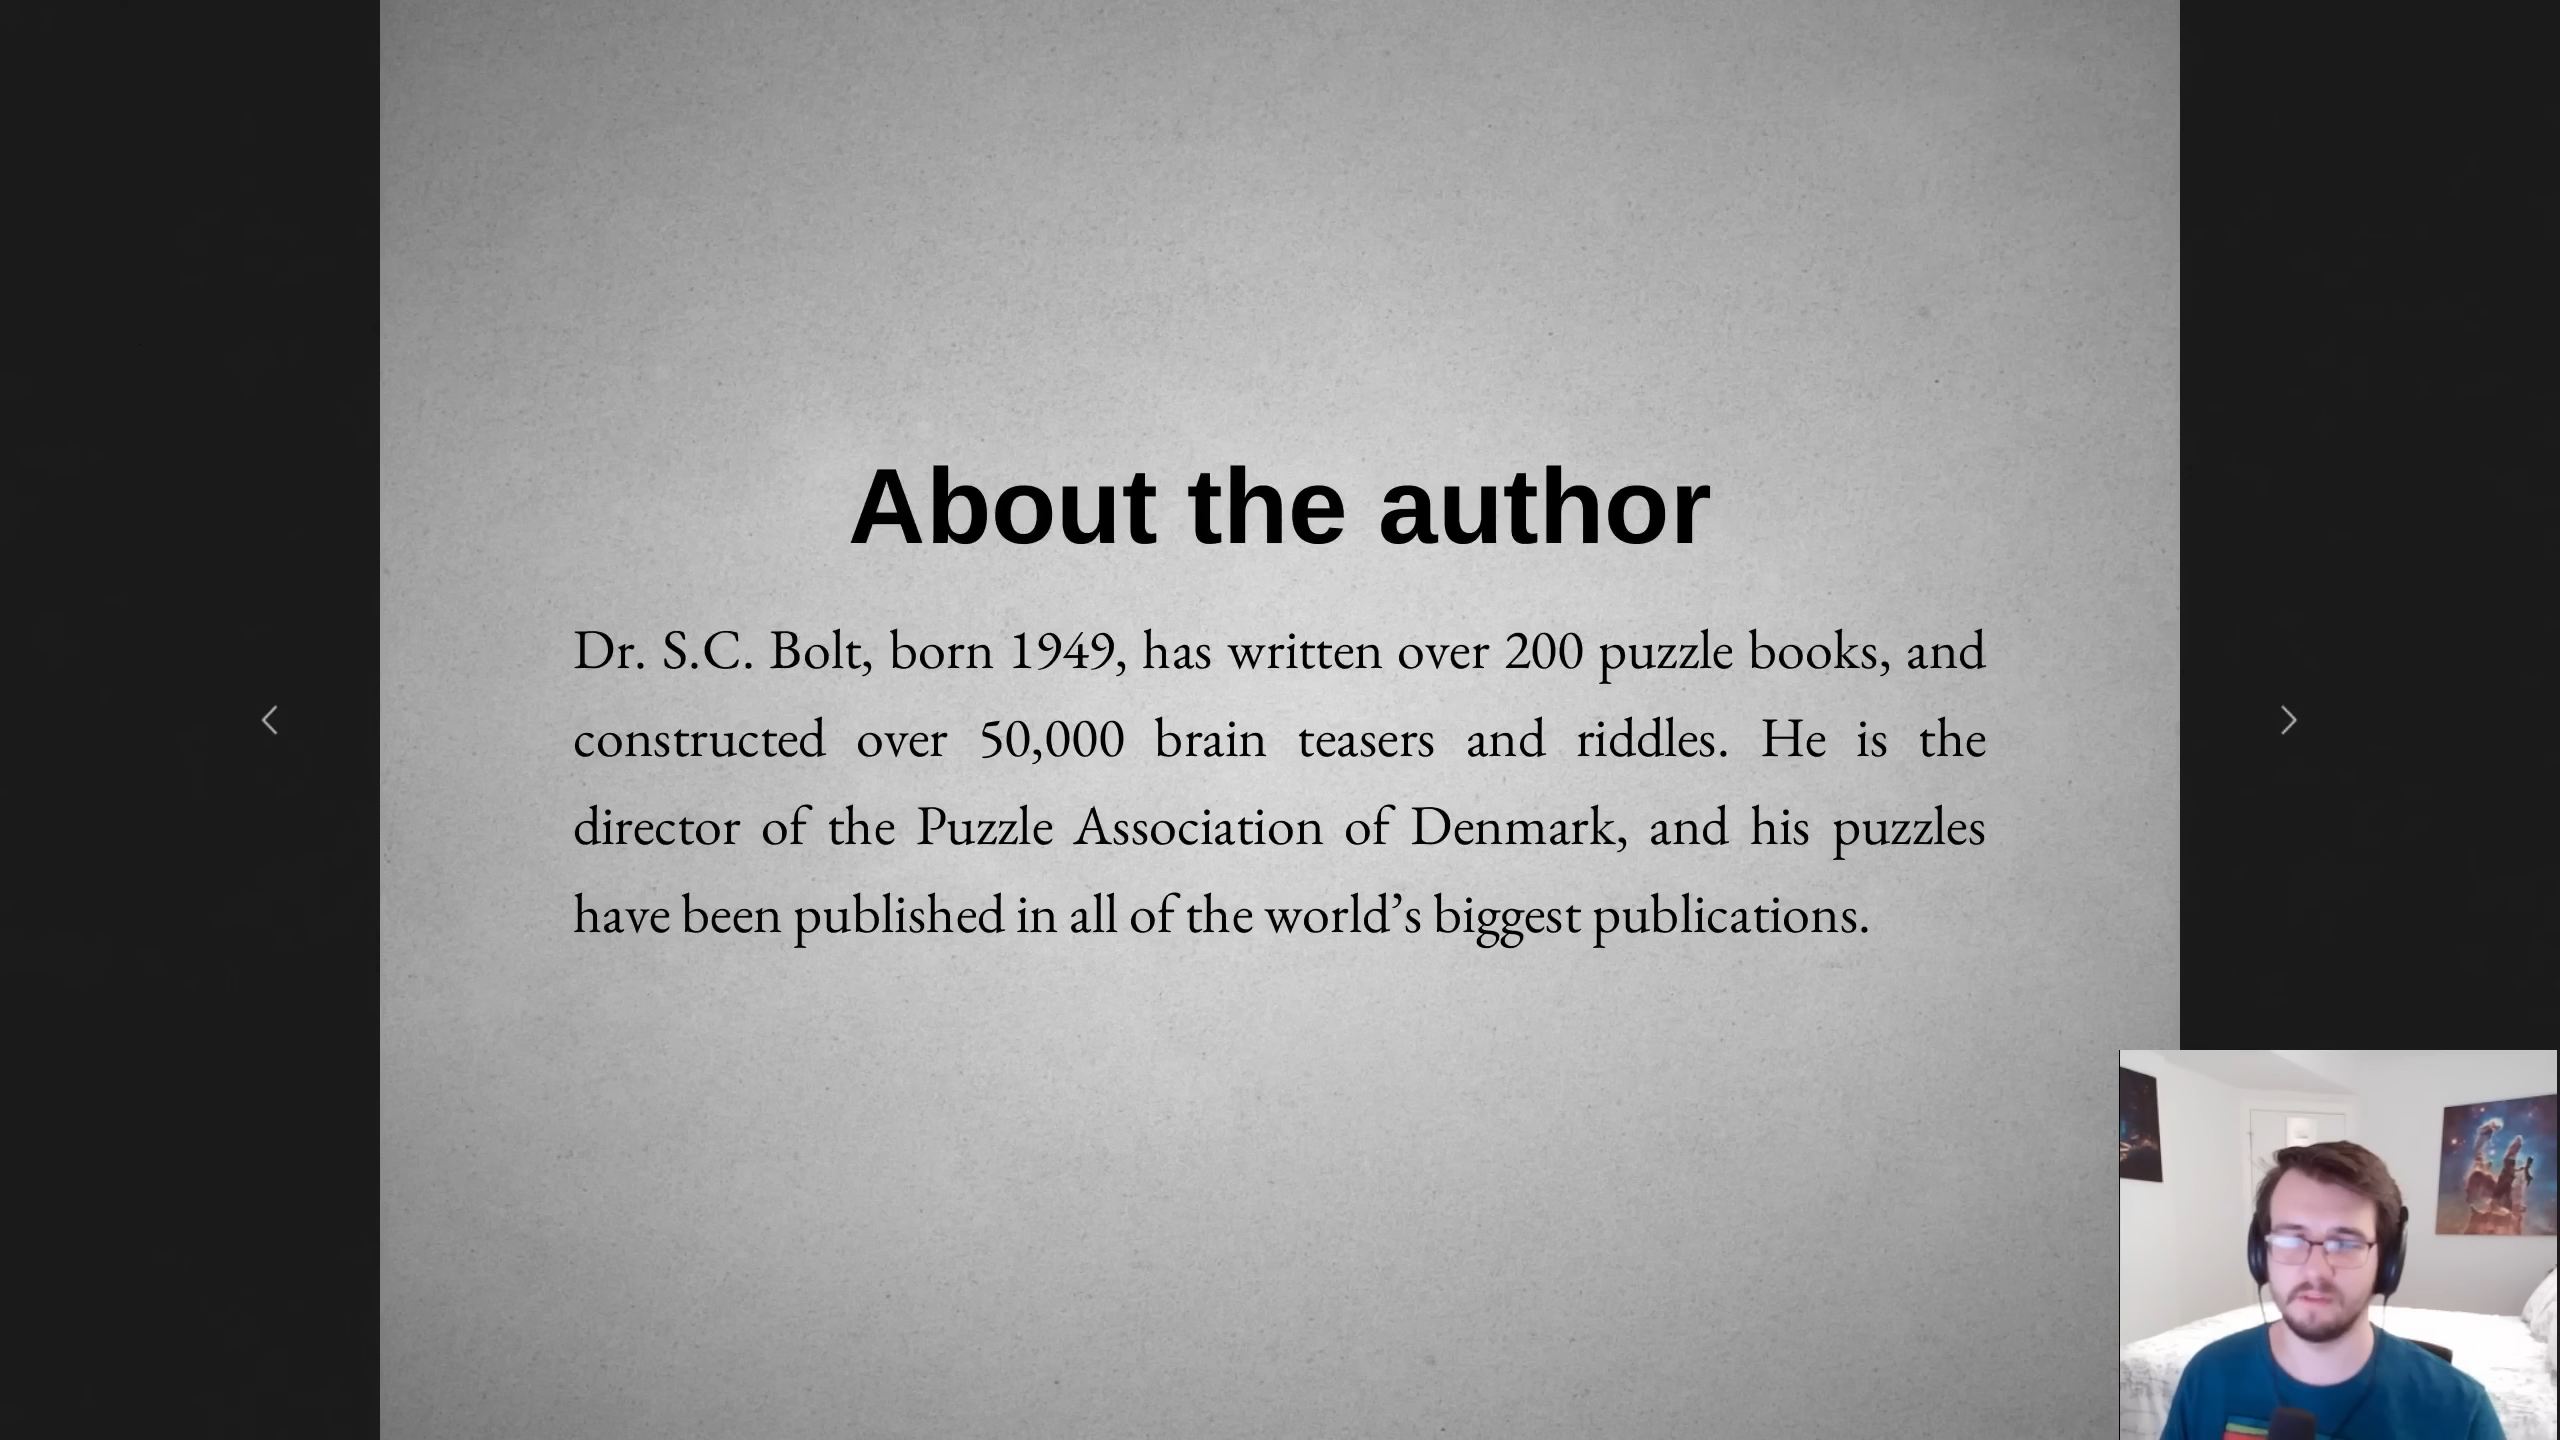 About the author
Dr. S.C. Bolt, born 1949, has written over 200 puzzle books, and
constructed over 50,000 brain teasers and riddles. He is the
director of the Puzzle Association of Denmark, and his puzzles
have been published in all of the world’s biggest publications.